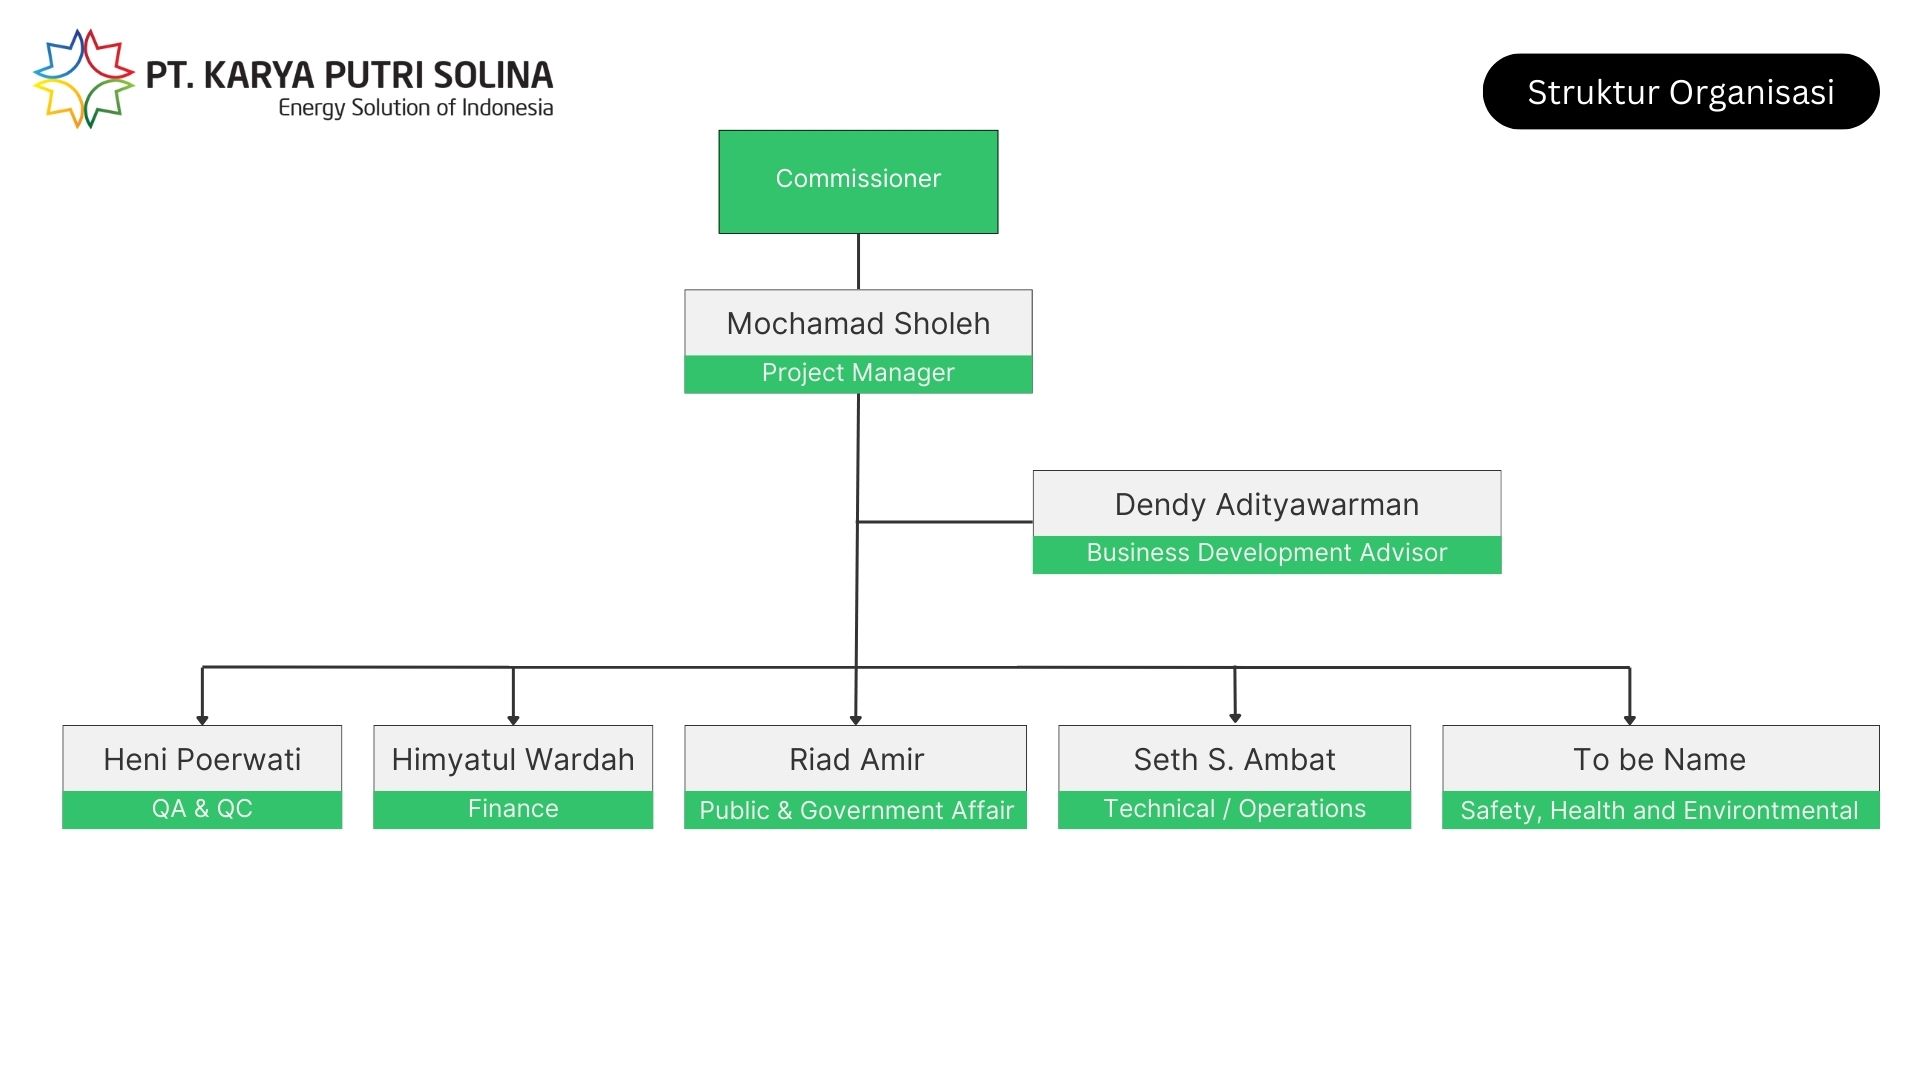 PT. KARYA PUTRI SOLINA
Energy Solution of Indonesia
Struktur Organisasi
Commissioner
Mochamad Sholeh
Project Manager
Dendy Adityawarman
Business Development Advisor
Heni Poerwati
QA & QC
Himyatul Wardah
Finance
Riad Amir
Public & Government Affair
Seth S. Ambat
Technical / Operations
To be Name
Safety, Health and Environtmental